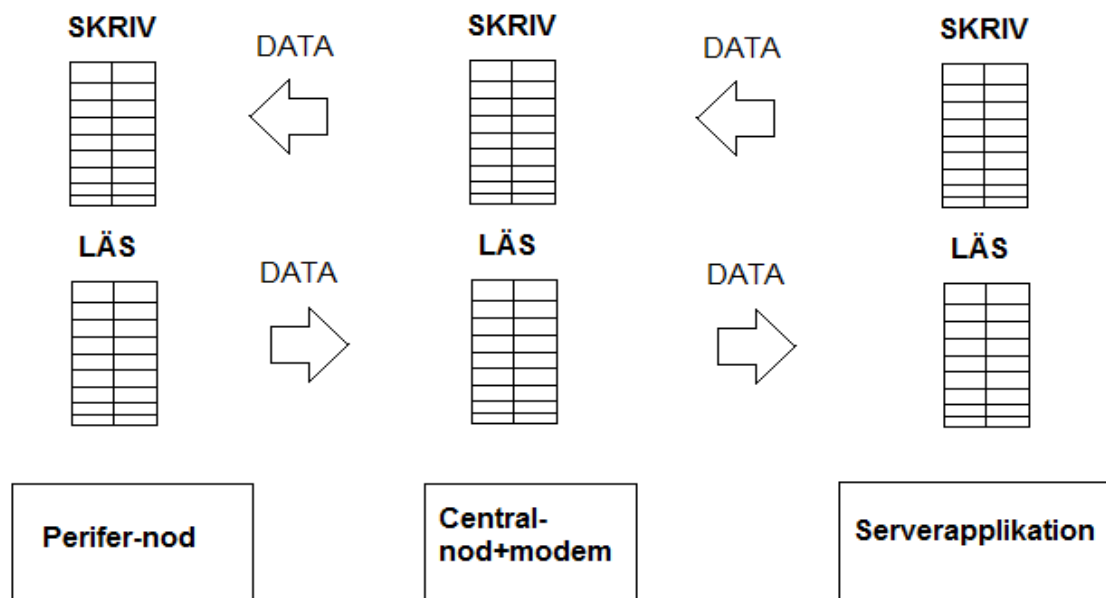 SKRIV
DATA
SKRIV
DATA
SKRIV
LÄS
DATA
LÄS
DATA
LÄS
Perifer-nod
Central-
nod+modem
Serverapplikation